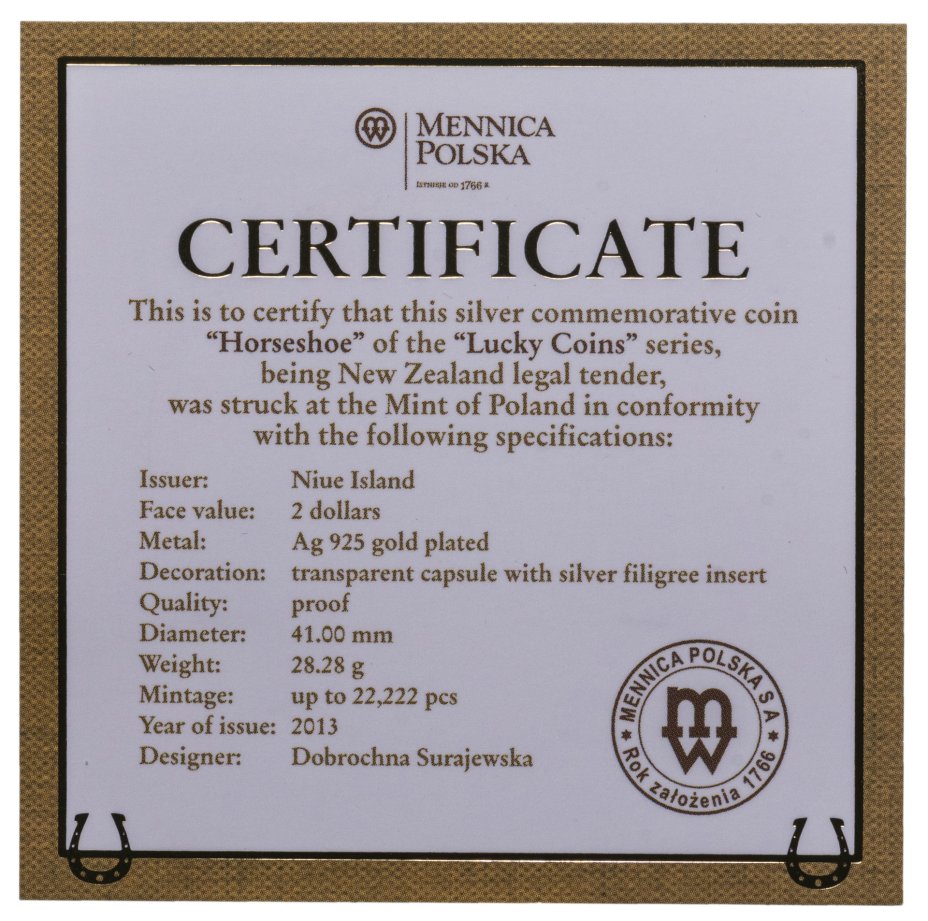 MENNICA
POLSKA
ISTNIEJE OD 1766 R.
CERTIFICATE
This is to certify that this silver commemorative coin
“Horseshoe” of the “Lucky Coins” series,
being New Zealand legal tender,
was struck at the Mint of Poland in conformity
with the following specifications:
Issuer: Niue Island
Face value: 2 dollars
Metal: Ag 925 gold plated
Decoration: transparent capsule with silver filigree insert
Quality: proof
Diameter: 41.00 mm
Weight: 28.28 g
Mintage: up to 22,222 pcs
Year of issue: 2013
Designer: Dobrochna Surajewska
MENNICA POLSKA S A
mw
Rok założenia 1766